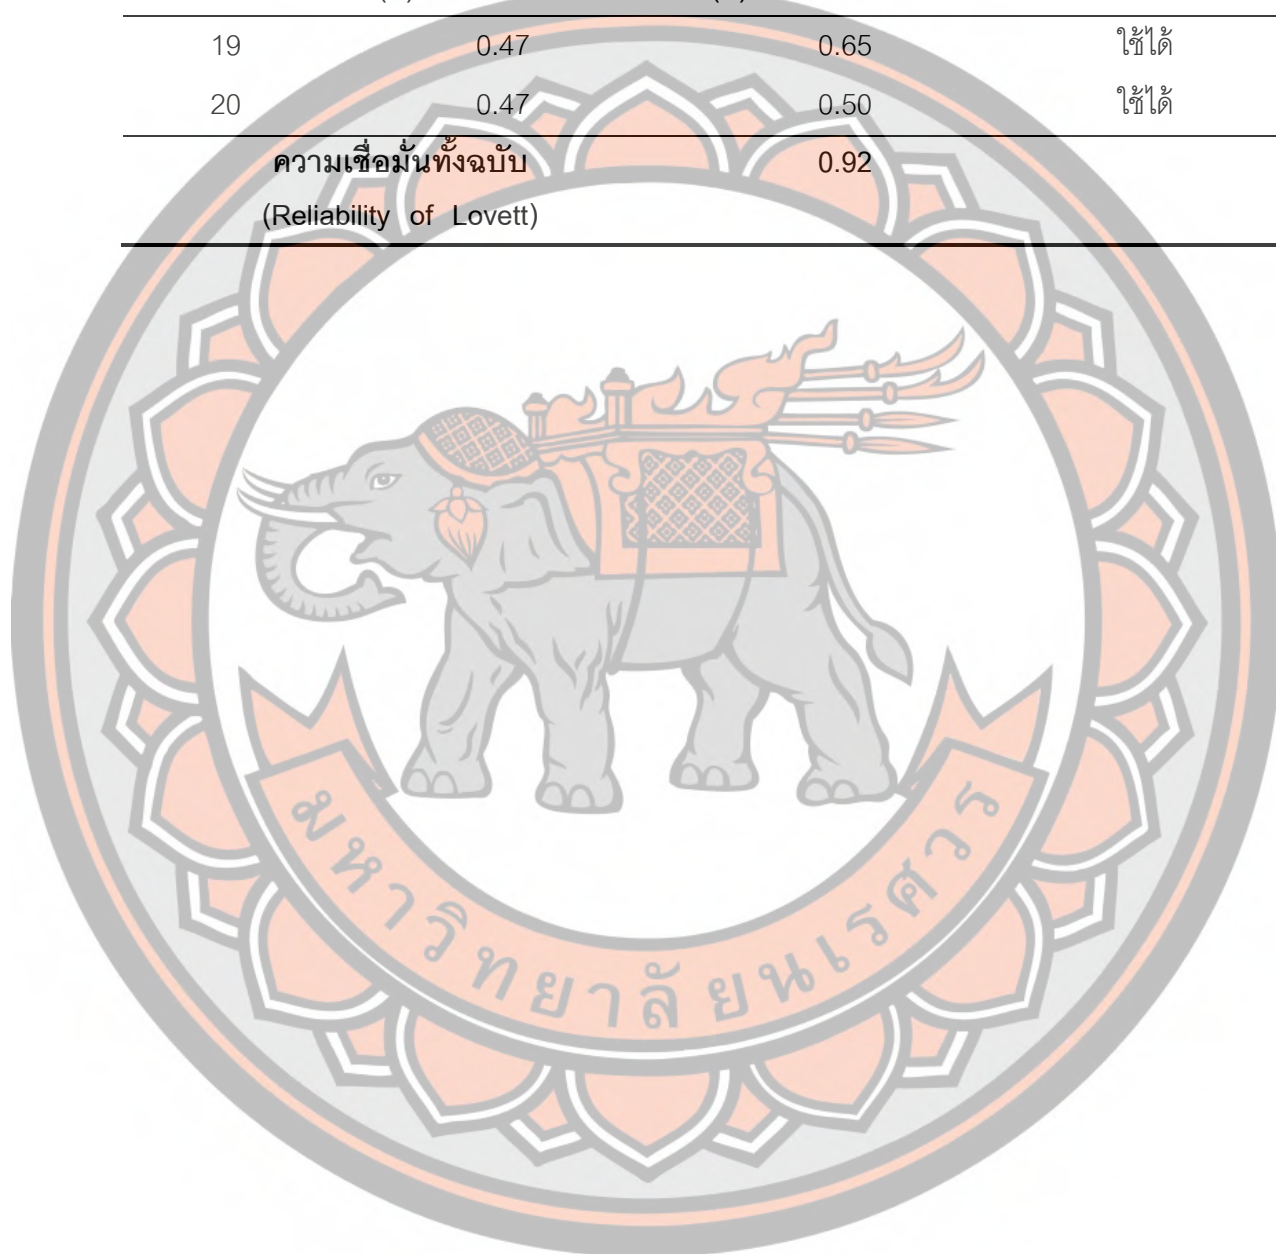 19 0.47 0.65 ใช้ได้
20 0.47 0.50 ใช้ได้
ความเชื่อมั่นทั้งฉบับ 0.92
(Reliability of Lovett)
มหาวิทยาลัยนเรศวร